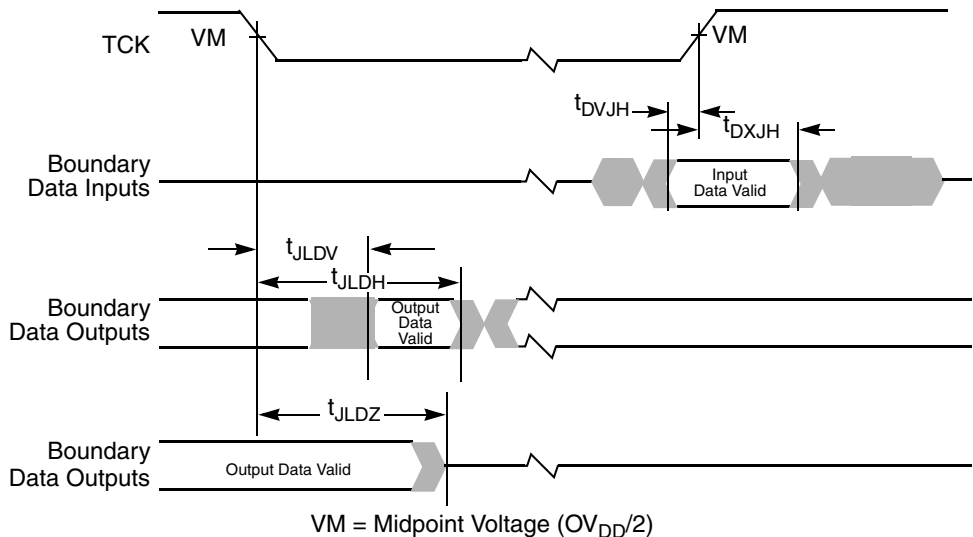 TCK
VM
VM
tDVJH
tDXJH
Boundary
Data Inputs
Input
Data Valid
tJLDV
tJLDH
Boundary
Data Outputs
Output
Data
Valid
tJLDZ
Boundary
Data Outputs
Output Data Valid
VM = Midpoint Voltage (OVDD/2)